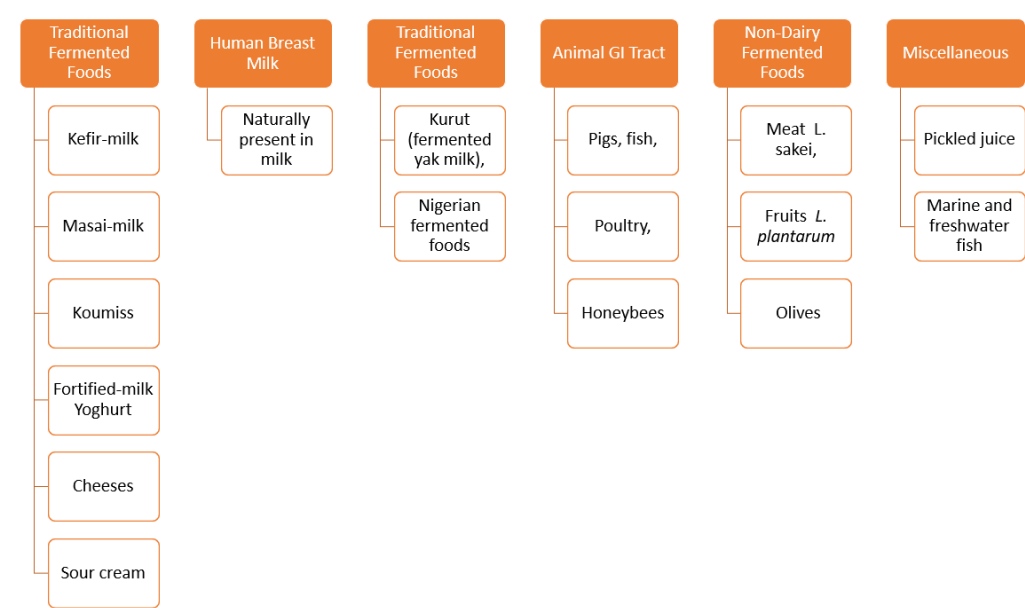 Traditional
Fermented
Foods
Kefir-milk
Masai-milk
Koumiss
Fortified-milk
Yoghurt
Cheeses
Sour cream
Human Breast
Milk
Naturally
present in
milk
Traditional
Fermented
Foods
Kurut
(fermented
yak milk),
Nigerian
fermented
foods
Animal GI Tract
Pigs, fish,
Poultry,
Honeybees
Non-Dairy
Fermented
Foods
Meat L.
sakei,
Fruits L.
plantarum
Olives
Miscellaneous
Pickled juice
Marine and
freshwater
fish